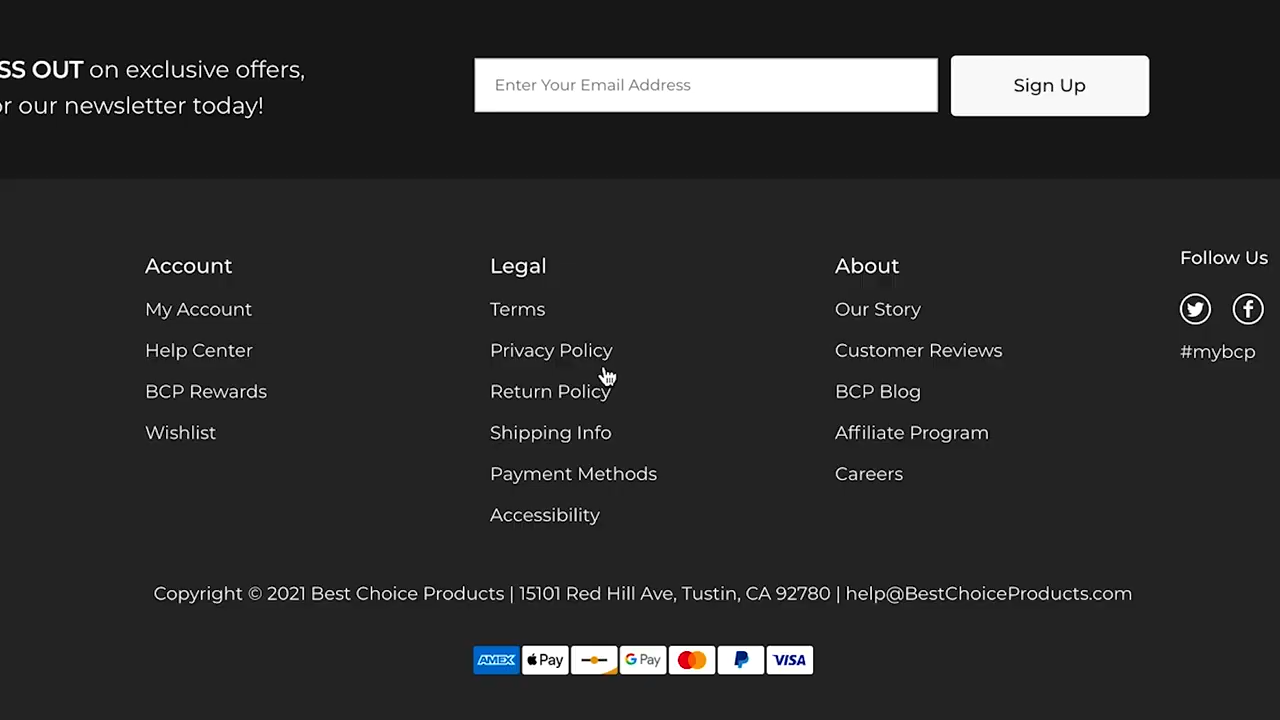 SS OUT on exclusive offers,
or our newsletter today!
Enter Your Email Address
Sign Up
Account
My Account
Help Center
BCP Rewards
Wishlist
Legal
Terms
Privacy Policy
Return Policy
Shipping Info
Payment Methods
Accessibility
About
Our Story
Customer Reviews
BCP Blog
Affiliate Program
Careers
Follow Us
#mybcp
Copyright © 2021 Best Choice Products | 15101 Red Hill Ave, Tustin, CA 92780 | help@BestChoiceProducts.com
AMEX Pay G Pay VISA